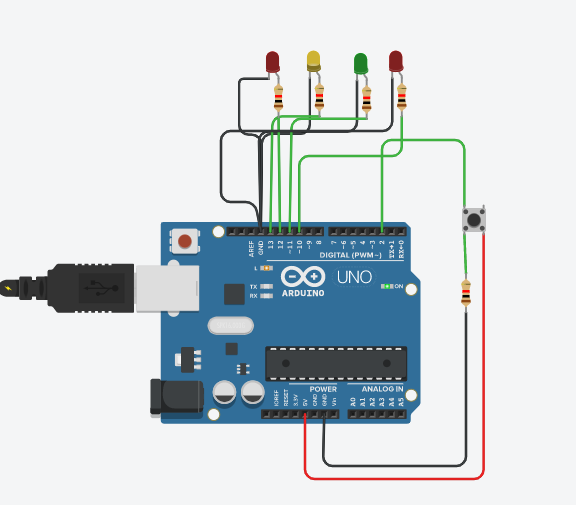 AREF
GND
13
12
~11
~10
~9
8
7
~6
~5
4
~3
2
TX→1
RX←0
DIGITAL (PWM~)
L
TX
RX
ARDUINO
UNO
ON
POWER
ANALOG IN
IOREF
RESET
3.3V
5V
GND
GND
Vin
A0
A1
A2
A3
A4
A5